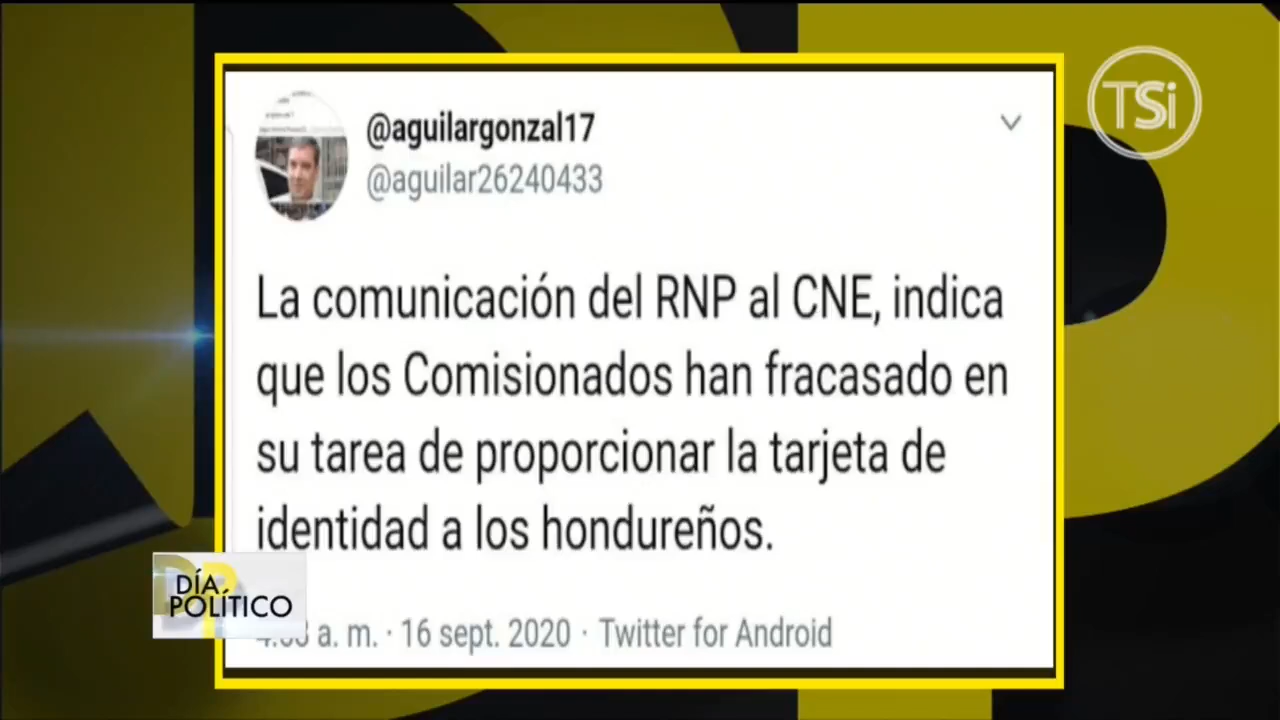 TSi
@aguilargonzal17
@aguilar26240433
La comunicación del RNP al CNE, indica
que los Comisionados han fracasado en
su tarea de proporcionar la tarjeta de
identidad a los hondureños.
DÍA
POLÍTICO
a. m. · 16 sept. 2020 · Twitter for Android